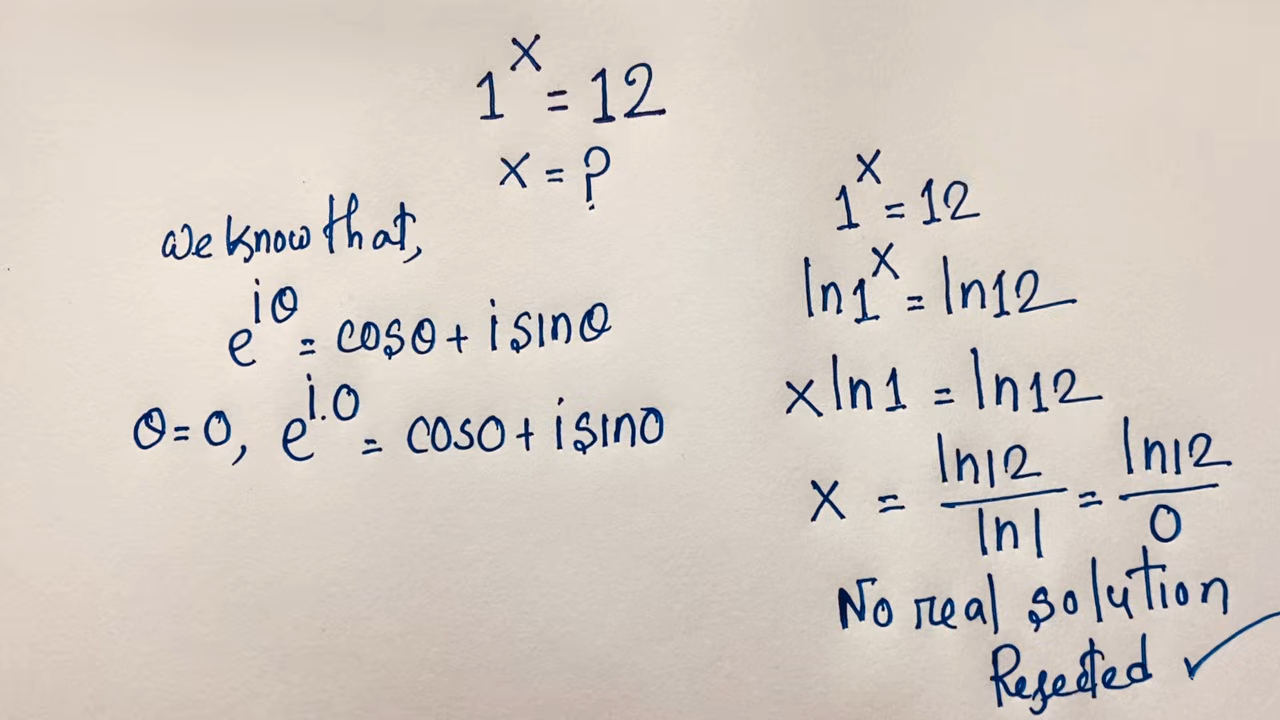 1^x = 12
x = ?
we know that,
e^{iθ} = cosθ + i sinθ
θ = 0, e^{i.0} = cos0 + i sin0
1^x = 12
ln1^x = ln12
x ln1 = ln12
x = ln12/ln1 = ln12/0
No real solution
Rejected ✓